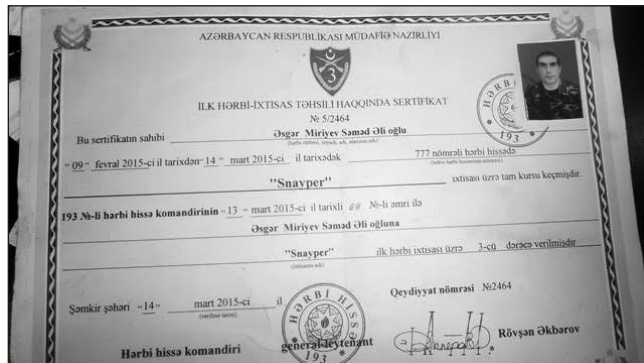 AZƏRBAYCAN RESPUBLİKASI MÜDAFİƏ NAZİRLİYİ
3
İLK HƏRBİ-İXTİSAS TƏHSİLİ HAQQINDA SERTİFİKAT
№ 5/2464
HƏRBİ
193
Bu sertifikatın sahibi Əsgər Miriyev Səməd Əli oğlu
"09" fevral 2015-ci il tarixdən "14" mart 2015-ci il tarixədək 777 nömrəli hərbi hissədə
"Snayper" ixtisası üzrə tam kursu keçmişdir.
193 №-li hərbi hissə komandirinin "13" mart 2015-ci il tarixli 69 №-li əmri ilə
Əsgər Miriyev Səməd Əli oğluna
"Snayper" ilk hərbi ixtisası üzrə 3-cü dərəcə verilmişdir
Şəmkir şəhəri "14" mart 2015-ci il
Qeydiyyat nömrəsi №2464
HƏRBİ HİSSƏ
193
Hərbi hissə komandiri general-leytenant Rövşən Əkbərov